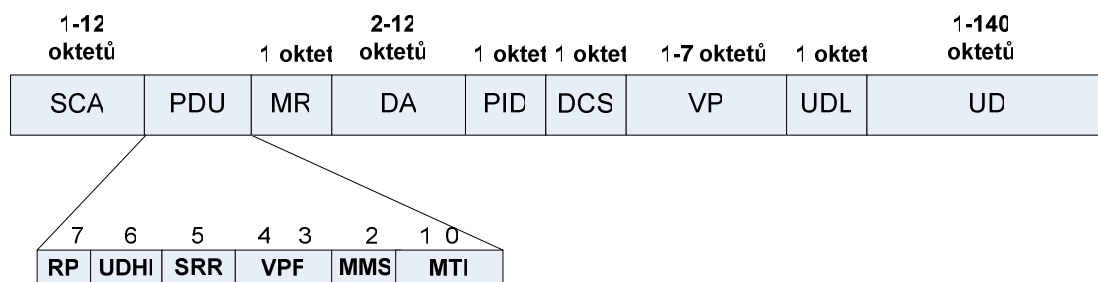 1-12 oktetů
2-12 oktetů
1-140 oktetů
1 oktet
1 oktet
1 oktet
1-7 oktetů
1 oktet
SCA PDU MR DA PID DCS VP UDL UD
7 6 5 4 3 2 1 0
RP UDHI SRR VPF MMS MTI